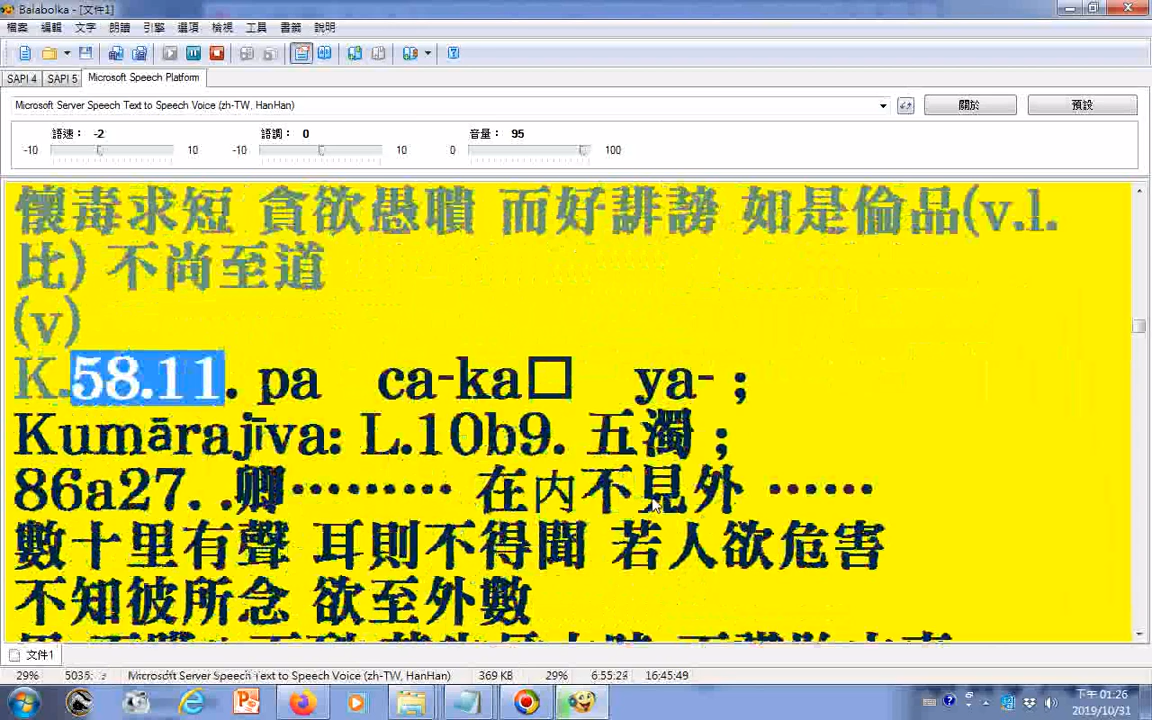 Balabolka - [文件1]
檔案 編輯 文字 朗讀 引擎 選項 檢視 工具 書籤 說明
SAPI 4 SAPI 5 Microsoft Speech Platform
Microsoft Server Speech Text to Speech Voice (zh-TW, HanHan)
關於 預設
語速： -2 語調： 0 音量： 95
-10 10 -10 10 0 100
懷毒求短 貪欲愚聵 而好誹謗 如是倫品(v.l.
比) 不尚至道
(v)
K.58.11. pa ca-ka□ ya- ;
Kumārajīva: L.10b9. 五濁 ;
86a27. .卿⋯⋯⋯ 在内不見外 ⋯⋯
數十里有聲 耳則不得聞 若人欲危害
不知彼所念 欲至外數
文件1
29% Microsoft Server Speech Text to Speech Voice (zh-TW, HanHan) 369 KB 29% 16:45:49
下午 01:26
2019/10/31